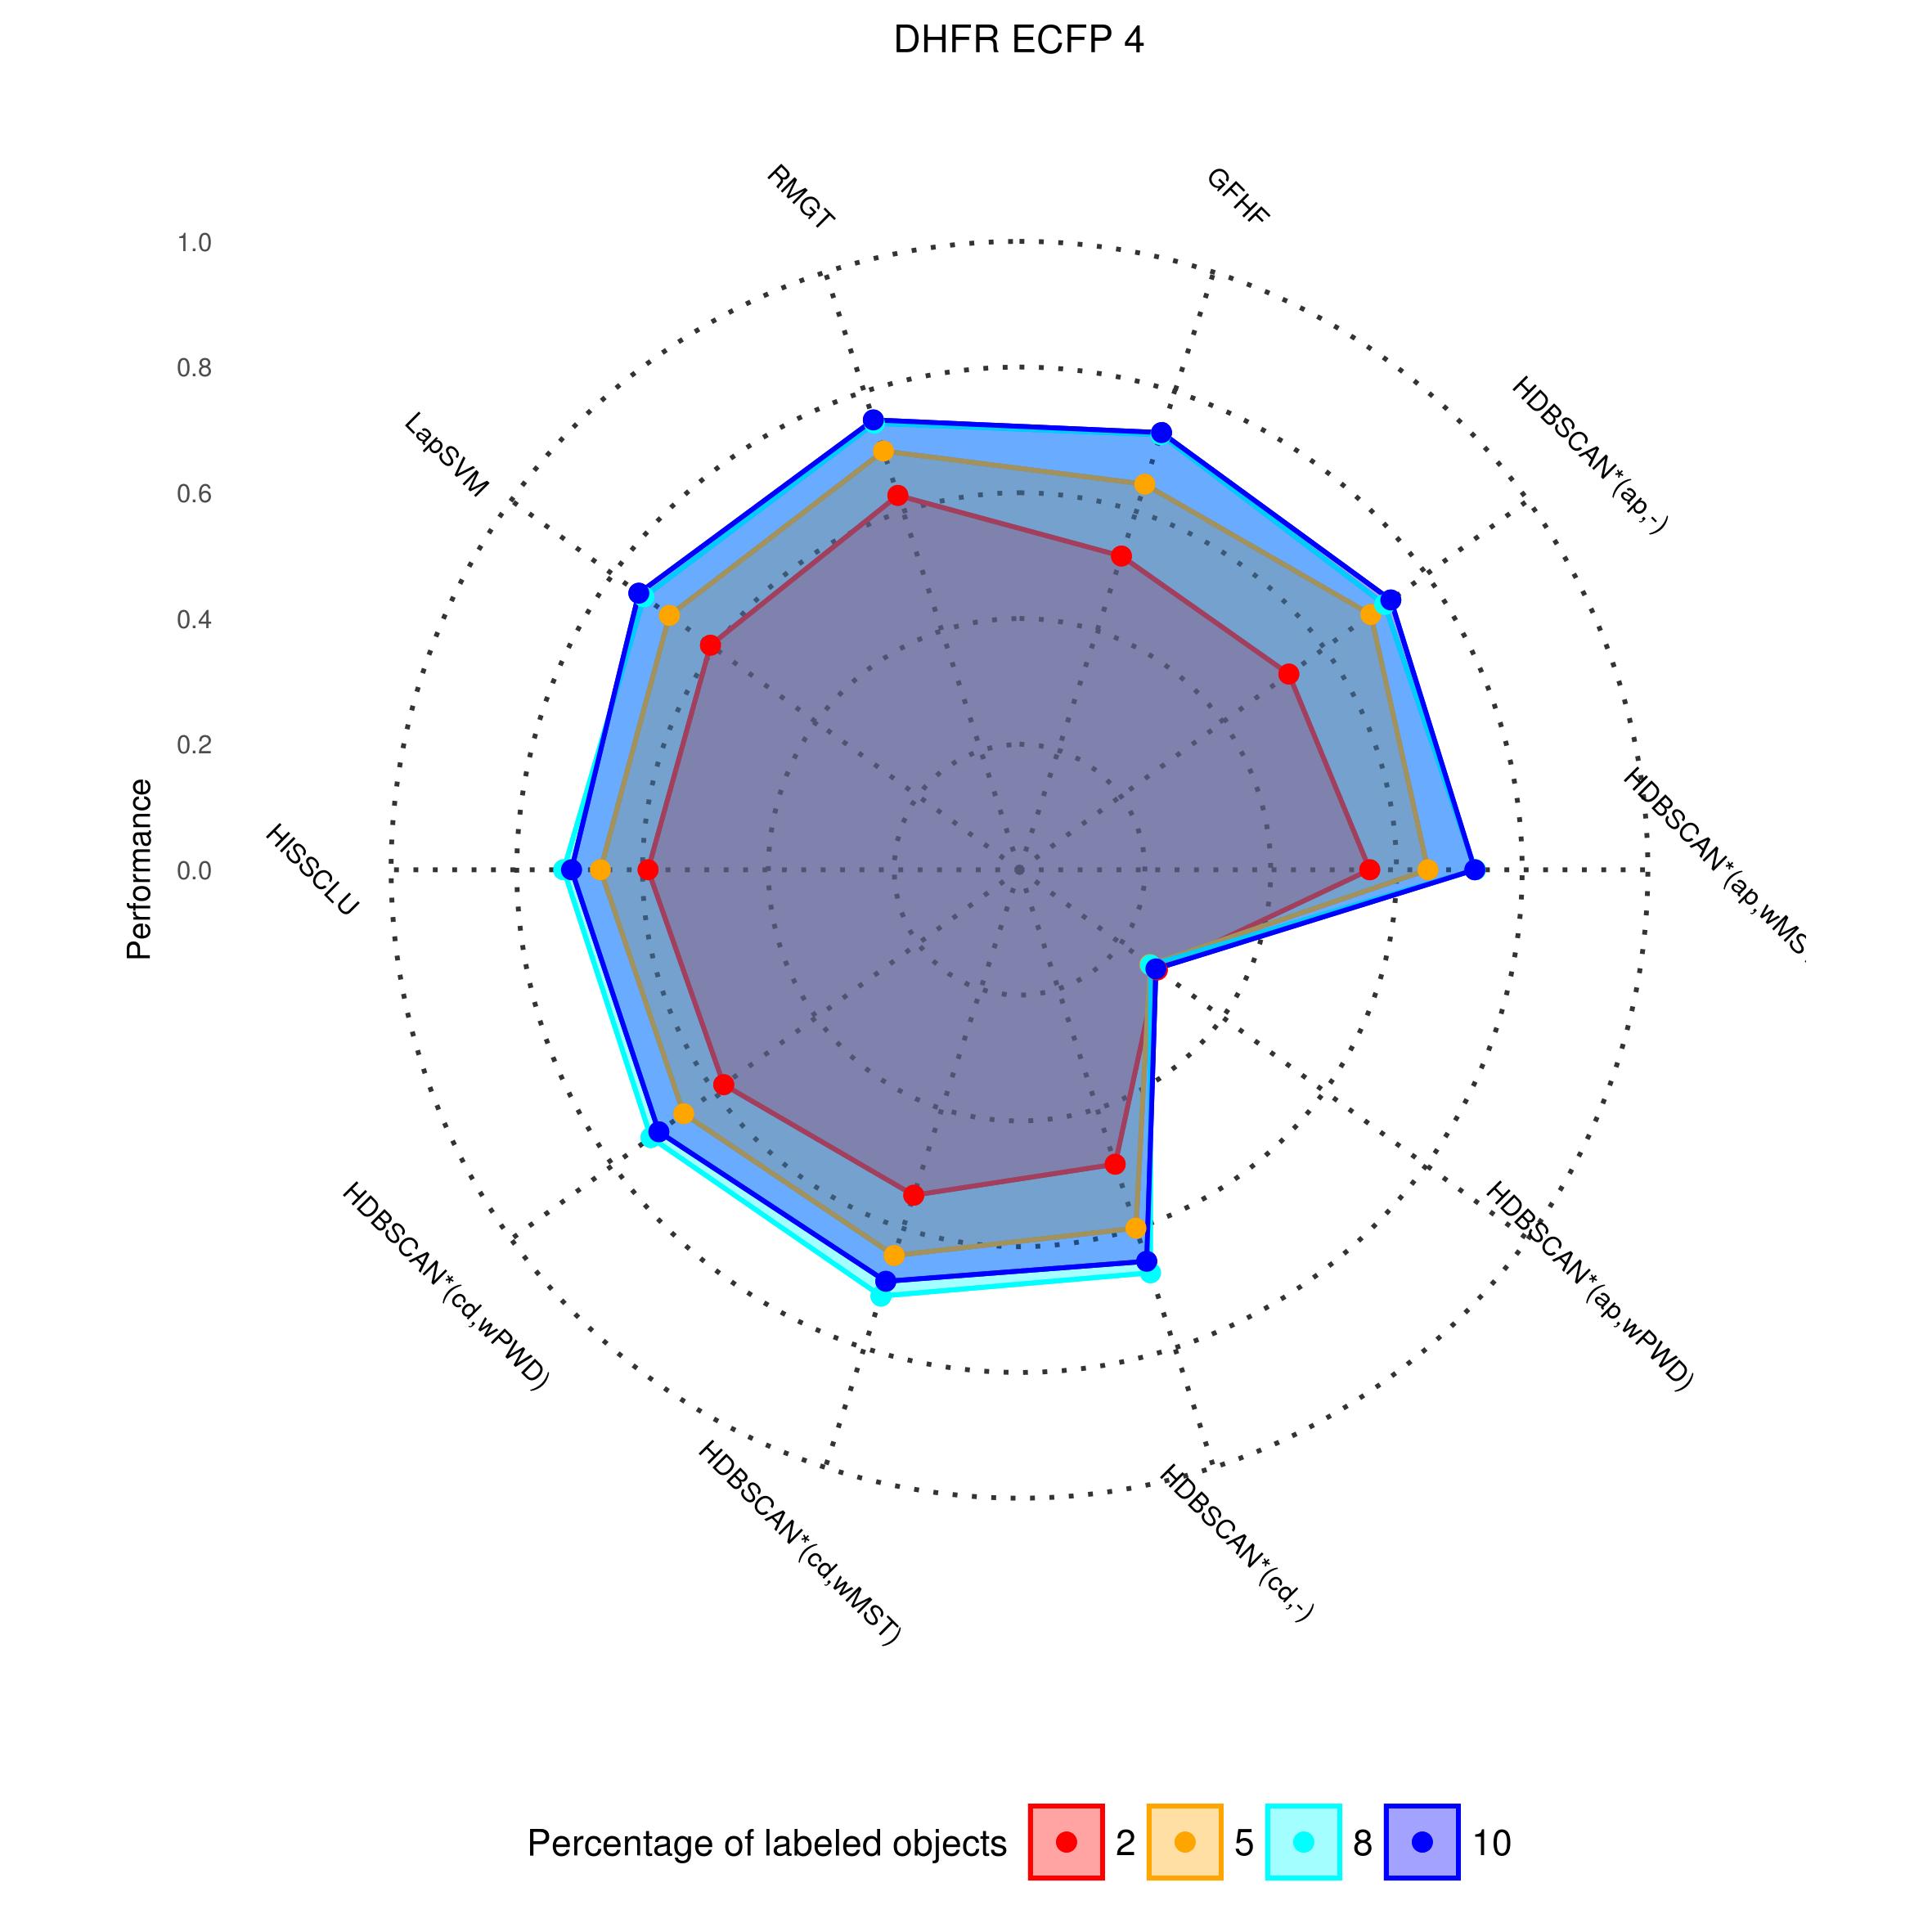 DHFR ECFP 4
RMGT
GFHF
1.0
0.8
LapSVM
HDBSCAN*(ap,-)
0.6
0.4
0.2
HDBSCAN*(ap,wMS
Performance
0.0
HISSCLU
HDBSCAN*(cd,wPWD)
HDBSCAN*(ap,wPWD)
HDBSCAN*(cd,wMST)
HDBSCAN*(cd,-)
Percentage of labeled objects 2 5 8 10